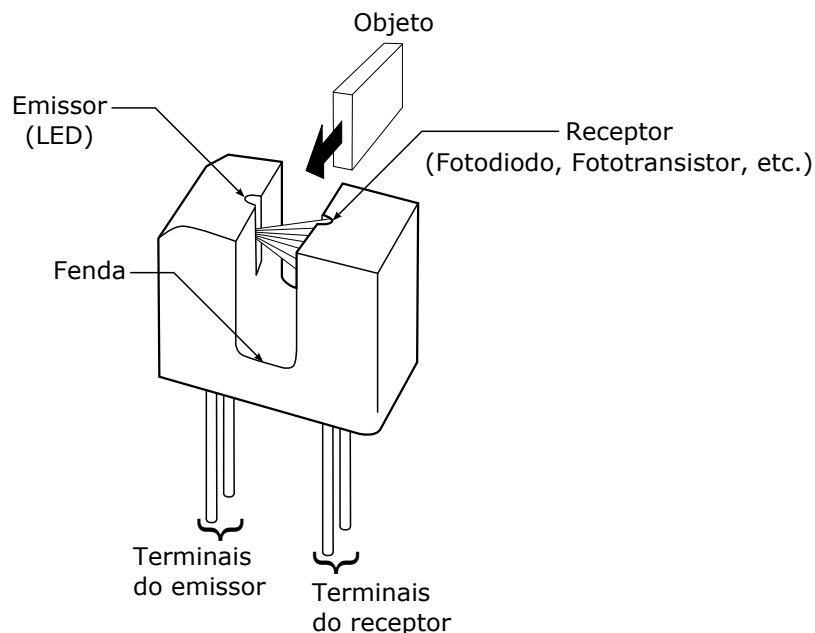 Objeto
Emissor
(LED)
Receptor
(Fotodiodo, Fototransistor, etc.)
Fenda
Terminais
do emissor
Terminais
do receptor